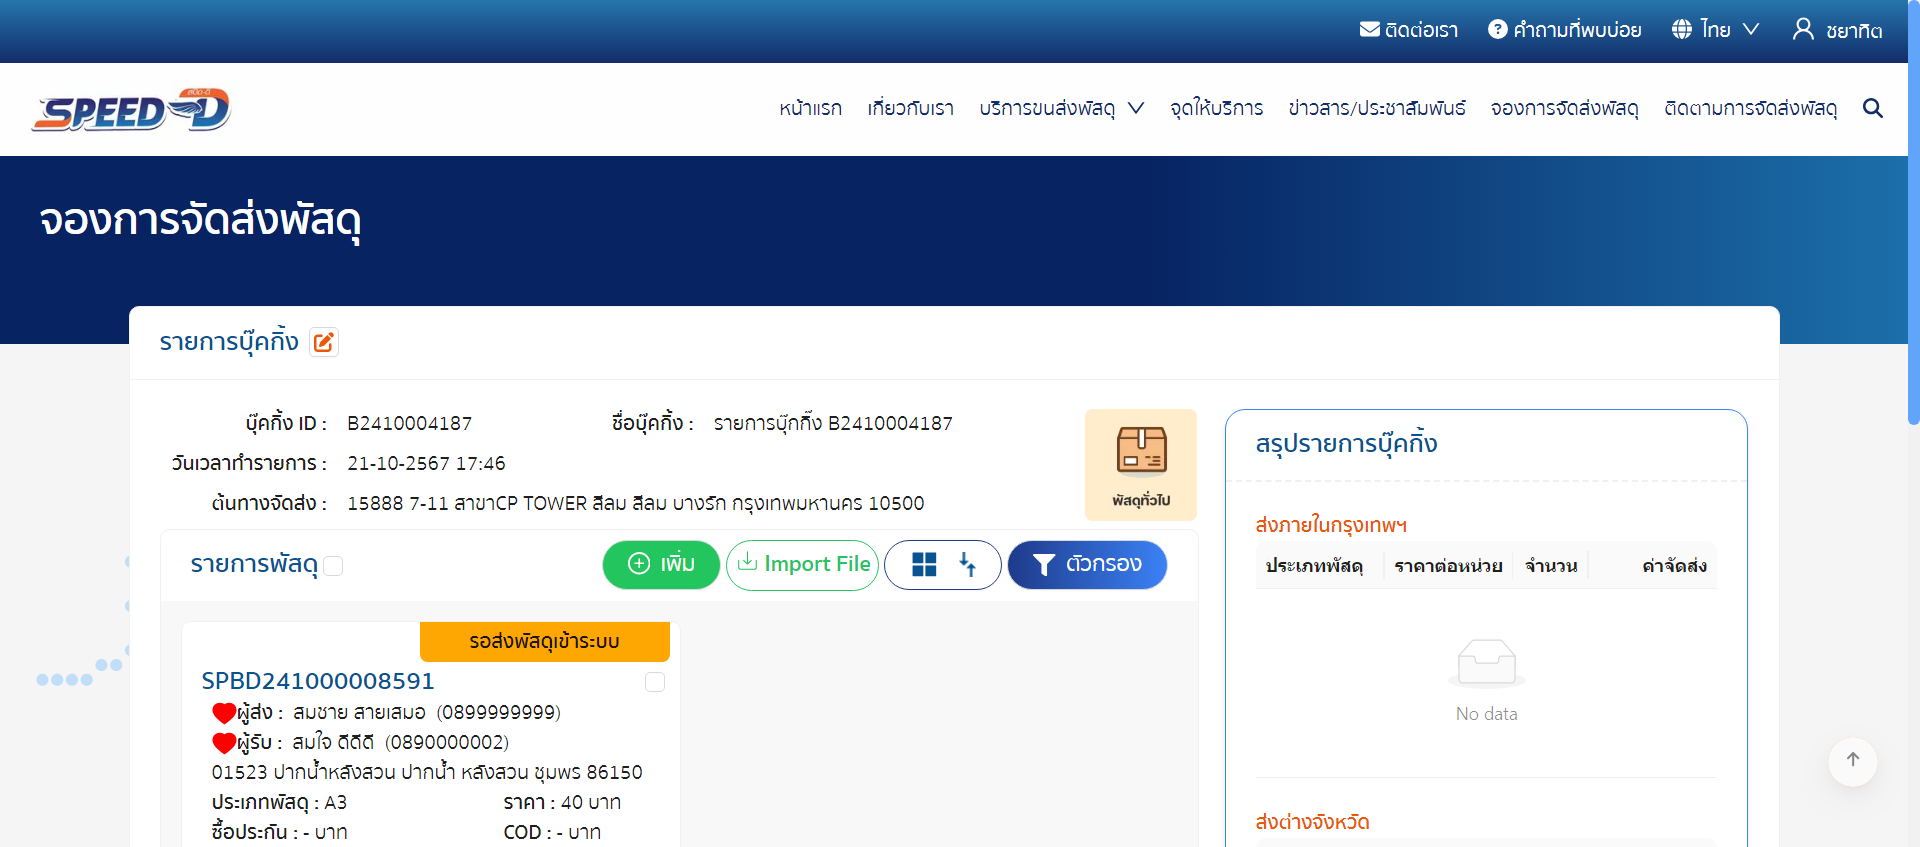 ติดต่อเรา คำถามที่พบบ่อย ไทย ชยาทิต
สปีด-ดี
SPEED D
หน้าแรก เกี่ยวกับเรา บริการขนส่งพัสดุ จุดให้บริการ ข่าวสาร/ประชาสัมพันธ์ จองการจัดส่งพัสดุ ติดตามการจัดส่งพัสดุ
จองการจัดส่งพัสดุ
รายการบุ๊คกิ้ง
บุ๊คกิ้ง ID : B2410004187 ชื่อบุ๊คกิ้ง : รายการบุ๊กกิ๊ง B2410004187
วันเวลาทำรายการ : 21-10-2567 17:46
ต้นทางจัดส่ง : 15888 7-11 สาขาCP TOWER สีลม สีลม บางรัก กรุงเทพมหานคร 10500
พัสดุทั่วไป
รายการพัสดุ เพิ่ม Import File ตัวกรอง
รอส่งพัสดุเข้าระบบ
SPBD241000008591
ผู้ส่ง : สมชาย สายเสมอ (0899999999)
ผู้รับ : สมใจ ดีดีดี (0890000002)
01523 ปากน้ำหลังสวน ปากน้ำ หลังสวน ชุมพร 86150
ประเภทพัสดุ : A3 ราคา : 40 บาท
ซื้อประกัน : - บาท COD : - บาท
สรุปรายการบุ๊คกิ้ง
ส่งภายในกรุงเทพฯ
ประเภทพัสดุ ราคาต่อหน่วย จำนวน ค่าจัดส่ง
No data
ส่งต่างจังหวัด